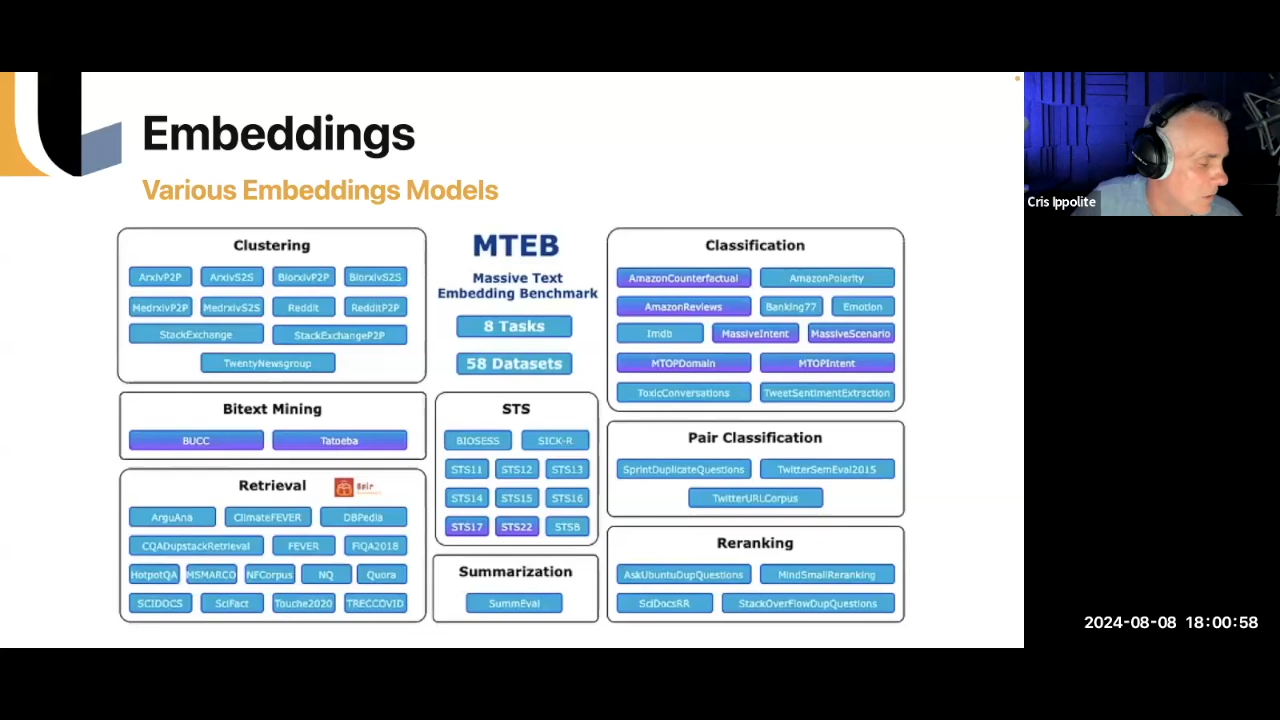 Embeddings
Various Embeddings Models
Clustering
ArxivP2P ArxivS2S BiorxivP2P BiorxivS2S
MedrxivP2P MedrxivS2S Reddit RedditP2P
StackExchange StackExchangeP2P
TwentyNewsgroup
Bitext Mining
BUCC Tatoeba
Retrieval
Beir
ArguAna ClimateFEVER DBPedia
CQADupstackRetrieval FEVER FiQA2018
HotpotQA MSMARCO NFCorpus NQ Quora
SCIDOCS SciFact Touche2020 TRECCOVID
MTEB
Massive Text
Embedding Benchmark
8 Tasks
58 Datasets
STS
BIOSESS SICK-R
STS11 STS12 STS13
STS14 STS15 STS16
STS17 STS22 STSB
Summarization
SummEval
Classification
AmazonCounterfactual AmazonPolarity
AmazonReviews Banking77 Emotion
Imdb MassiveIntent MassiveScenario
MTOPDomain MTOPIntent
ToxicConversations TweetSentimentExtraction
Pair Classification
SprintDuplicateQuestions TwitterSemEval2015
TwitterURLCorpus
Reranking
AskUbuntuDupQuestions MindSmallReranking
SciDocsRR StackOverFlowDupQuestions
Cris Ippolite
2024-08-08 18:00:58